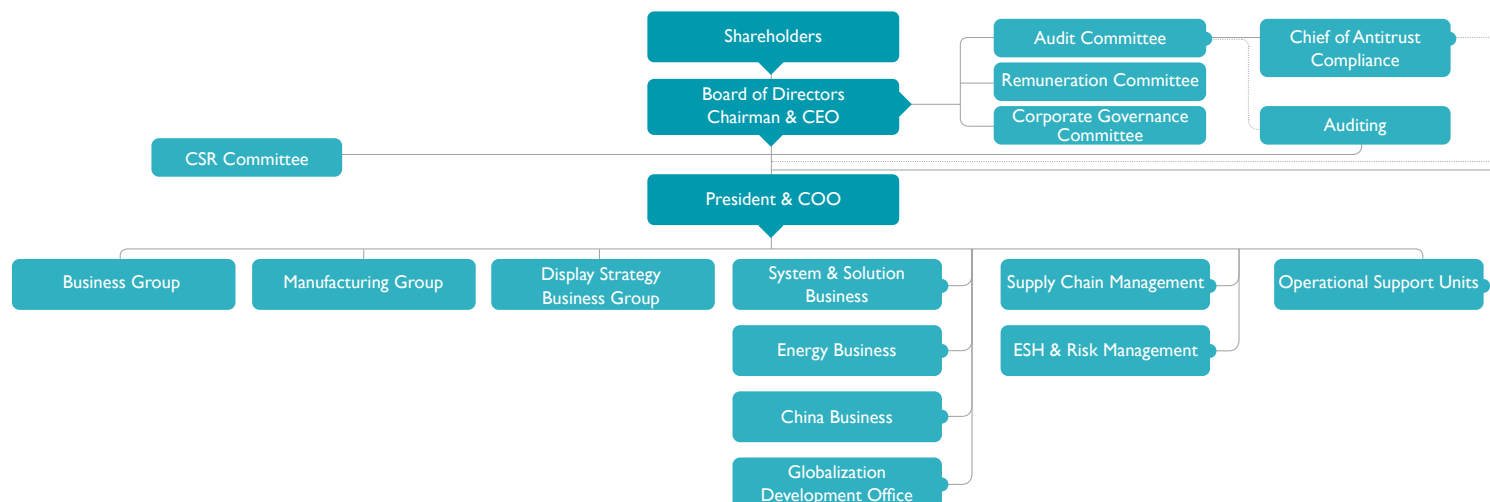 Shareholders
Audit Committee
Chief of Antitrust
Compliance
Board of Directors
Chairman & CEO
Remuneration Committee
Corporate Governance
Committee
Auditing
CSR Committee
President & COO
Business Group
Manufacturing Group
Display Strategy
Business Group
System & Solution
Business
Supply Chain Management
Operational Support Units
Energy Business
ESH & Risk Management
China Business
Globalization
Development Office